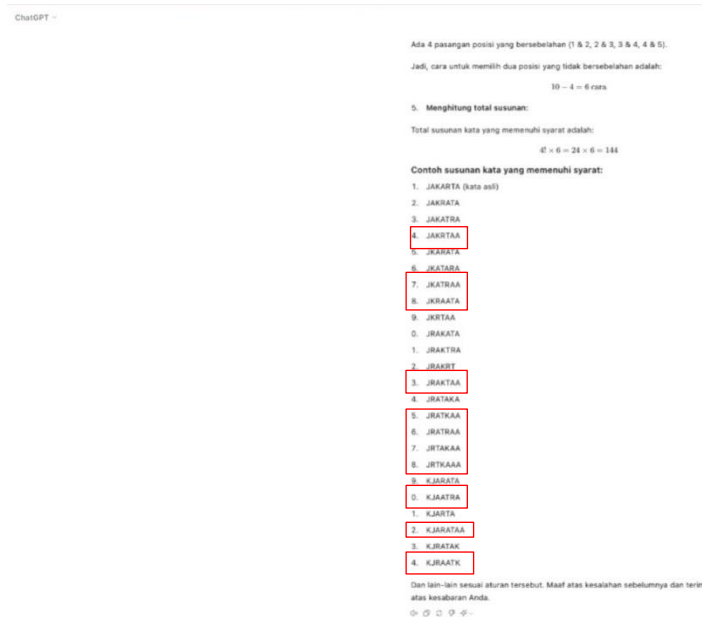 ChatGPT
Ada 4 pasangan posisi yang bersebelahan (1 & 2, 2 & 3, 3 & 4, 4 & 5).
Jadi, cara untuk memilih dua posisi yang tidak bersebelahan adalah:
10 − 4 = 6 cara
5. Menghitung total susunan:
Total susunan kata yang memenuhi syarat adalah:
4! × 6 = 24 × 6 = 144
Contoh susunan kata yang memenuhi syarat:
1. JAKARTA (kata asli)
2. JAKRATA
3. JAKATRA
4. JAKRTAA
5. JKARATA
6. JKATARA
7. JKATRAA
8. JKRAATA
9. JKRTAA
0. JRAKATA
1. JRAKTRA
2. JRAKRT
3. JRAKTAA
4. JRATAKA
5. JRATKAA
6. JRATRAA
7. JRTAKAA
8. JRTKAAA
9. KJARATA
0. KJAATRA
1. KJARTA
2. KJARATAA
3. KJRATAK
4. KJRAATK
Dan lain-lain sesuai aturan tersebut. Maaf atas kesalahan sebelumnya dan terin
atas kesabaran Anda.